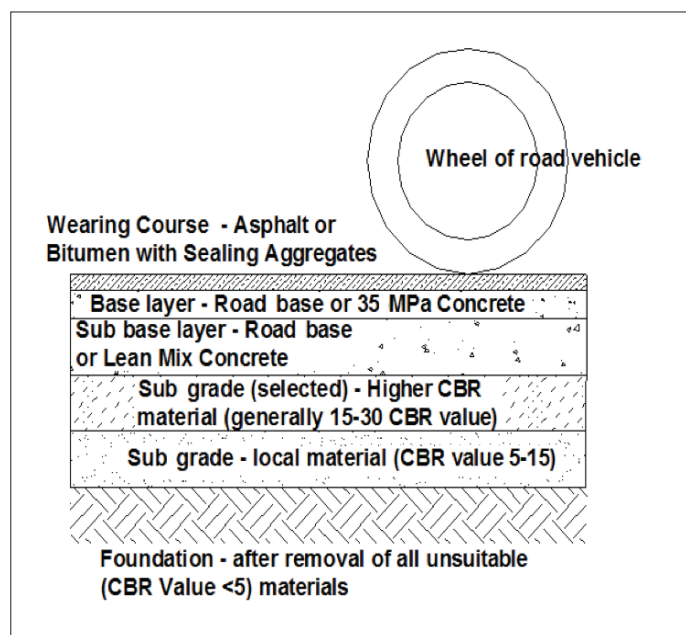 Wheel of road vehicle
Wearing Course - Asphalt or
Bitumen with Sealing Aggregates
Base layer - Road base or 35 MPa Concrete
Sub base layer - Road base
or Lean Mix Concrete
Sub grade (selected) - Higher CBR
material (generally 15-30 CBR value)
Sub grade - local material (CBR value 5-15)
Foundation - after removal of all unsuitable
(CBR Value <5) materials